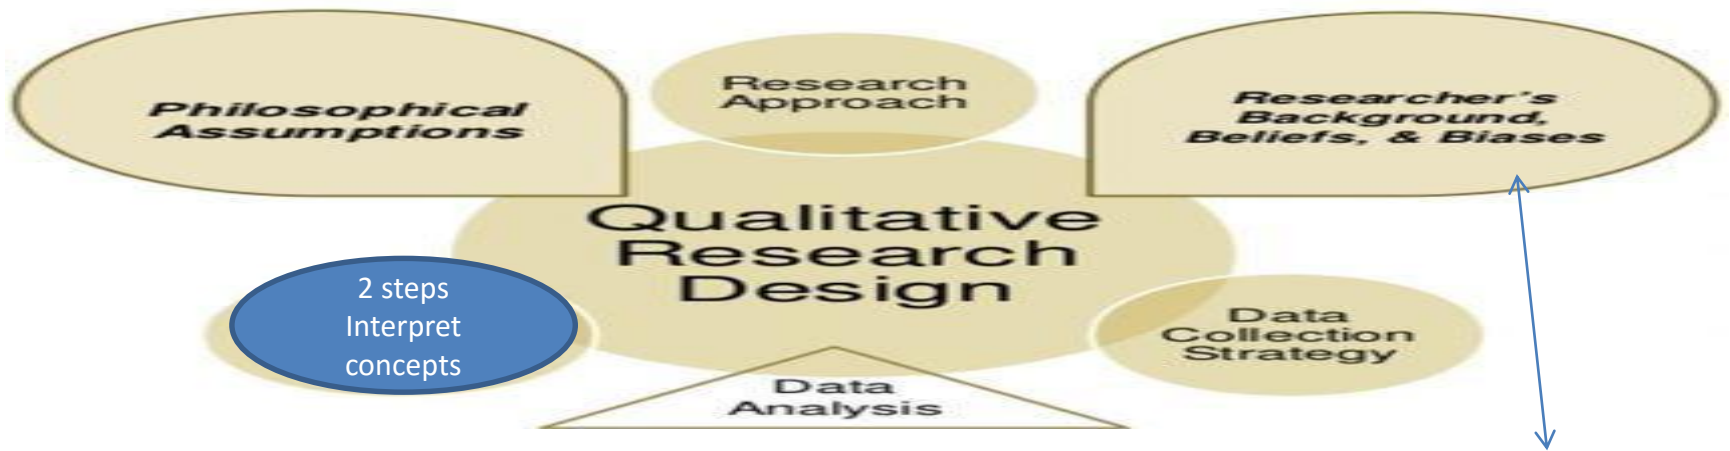 Philosophical
Assumptions
Research
Approach
Researcher's
Background,
Beliefs, & Biases
Qualitative
Research
Design
2 steps
Interpret
concepts
Data
Collection
Strategy
Data
Analysis